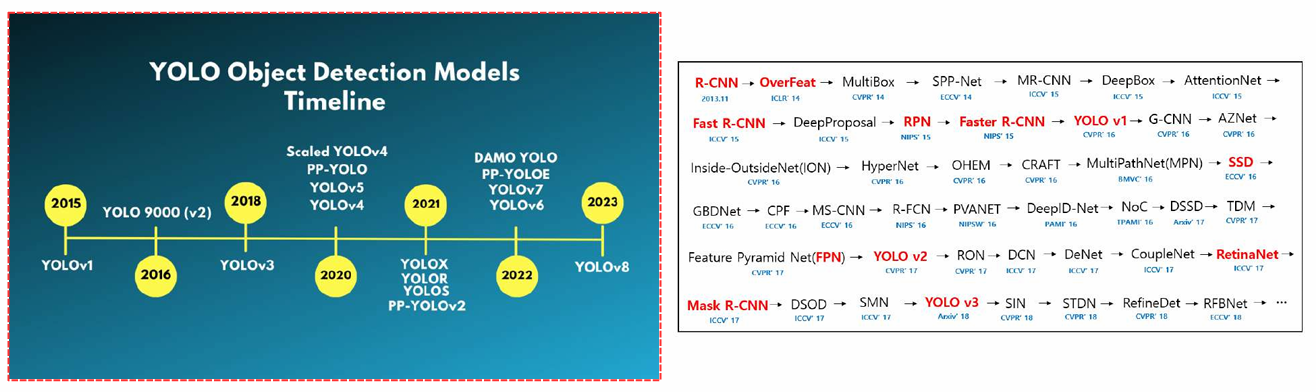 YOLO Object Detection Models
Timeline
Scaled YOLOv4
PP-YOLO
YOLOv5
YOLOv4
DAMO YOLO
PP-YOLOE
YOLOv7
YOLOv6
2015
YOLO 9000 (v2)
2018
2021
2023
YOLOv1
2016
YOLOv3
2020
YOLOX
YOLOR
YOLOS
PP-YOLOv2
2022
YOLOv8
R-CNN → OverFeat → MultiBox → SPP-Net → MR-CNN → DeepBox → AttentionNet →
2013.11 ICLR' 14 CVPR' 14 ECCV' 14 ICCV' 15 ICCV' 15 ICCV' 15
Fast R-CNN → DeepProposal → RPN → Faster R-CNN → YOLO v1 → G-CNN → AZNet →
ICCV' 15 ICCV' 15 NIPS' 15 NIPS' 15 CVPR' 16 CVPR' 16 CVPR' 16
Inside-OutsideNet(ION) → HyperNet → OHEM → CRAFT → MultiPathNet(MPN) → SSD →
CVPR' 16 CVPR' 16 CVPR' 16 CVPR' 16 BMVC' 16 ECCV' 16
GBDNet → CPF → MS-CNN → R-FCN → PVANET → DeepID-Net → NoC → DSSD → TDM →
ECCV' 16 ECCV' 16 ECCV' 16 NIPS' 16 NIPSW' 16 PAMI' 16 TPAMI' 16 Arxiv' 17 CVPR' 17
Feature Pyramid Net(FPN) → YOLO v2 → RON → DCN → DeNet → CoupleNet → RetinaNet →
CVPR' 17 CVPR' 17 CVPR' 17 ICCV' 17 ICCV' 17 ICCV' 17 ICCV' 17
Mask R-CNN → DSOD → SMN → YOLO v3 → SIN → STDN → RefineDet → RFBNet → ⋯
ICCV' 17 ICCV' 17 ICCV' 17 Arxiv' 18 CVPR' 18 CVPR' 18 CVPR' 18 ECCV' 18